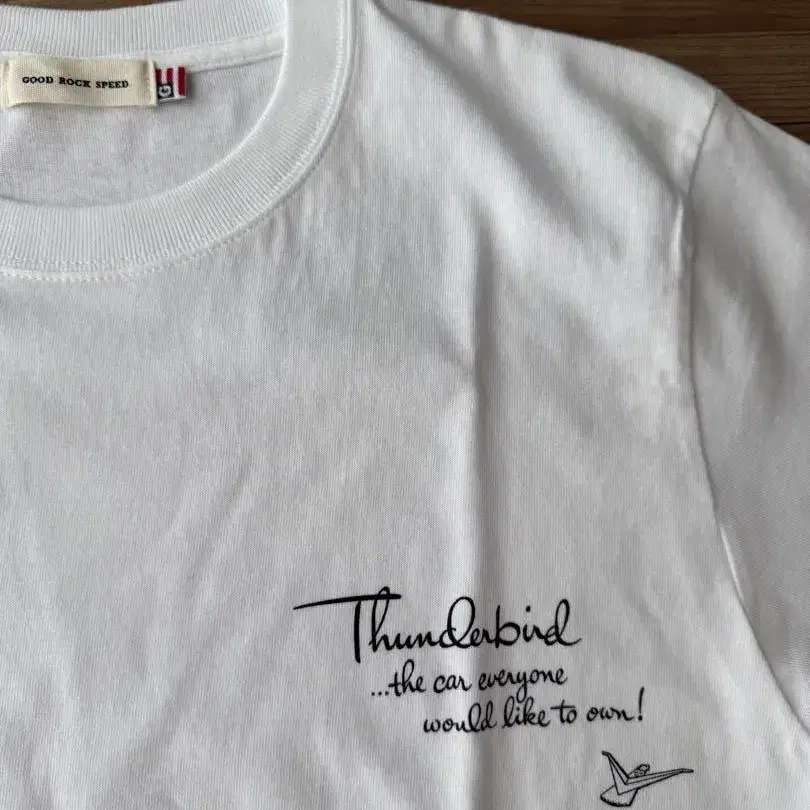 GOOD ROCK SPEED
G
Thunderbird
...the car everyone
would like to own!